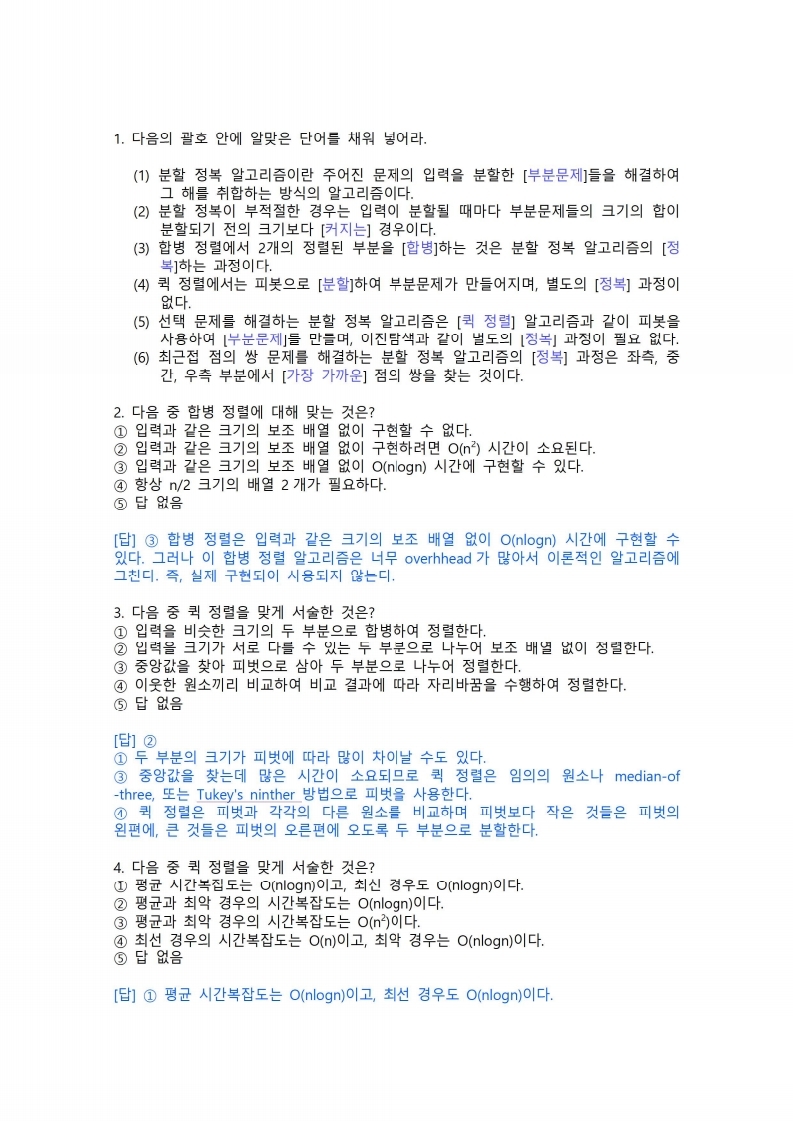 1. 다음의 괄호 안에 알맞은 단어를 채워 넣어라.
(1) 분할 정복 알고리즘이란 주어진 문제의 입력을 분할한 [부분문제]들을 해결하여
그 해를 취합하는 방식의 알고리즘이다.
(2) 분할 정복이 부적절한 경우는 입력이 분할될 때마다 부분문제들의 크기의 합이
분할되기 전의 크기보다 [커지는] 경우이다.
(3) 합병 정렬에서 2개의 정렬된 부분을 [합병]하는 것은 분할 정복 알고리즘의 [정
복]하는 과정이다.
(4) 퀵 정렬에서는 피봇으로 [분할]하여 부분문제가 만들어지며, 별도의 [정복] 과정이
없다.
(5) 선택 문제를 해결하는 분할 정복 알고리즘은 [퀵 정렬] 알고리즘과 같이 피봇을
사용하여 [부분문제]를 만들며, 이진탐색과 같이 별도의 [정복] 과정이 필요 없다.
(6) 최근접 점의 쌍 문제를 해결하는 분할 정복 알고리즘의 [정복] 과정은 좌측, 중
간, 우측 부분에서 [가장 가까운] 점의 쌍을 찾는 것이다.
2. 다음 중 합병 정렬에 대해 맞는 것은?
① 입력과 같은 크기의 보조 배열 없이 구현할 수 없다.
② 입력과 같은 크기의 보조 배열 없이 구현하려면 O(n²) 시간이 소요된다.
③ 입력과 같은 크기의 보조 배열 없이 O(nlogn) 시간에 구현할 수 있다.
④ 항상 n/2 크기의 배열 2개가 필요하다.
⑤ 답 없음
[답] ③ 합병 정렬은 입력과 같은 크기의 보조 배열 없이 O(nlogn) 시간에 구현할 수
있다. 그러나 이 합병 정렬 알고리즘은 너무 overhhead가 많아서 이론적인 알고리즘에
그친다. 즉, 실제 구현되어 사용되지 않는다.
3. 다음 중 퀵 정렬을 맞게 서술한 것은?
① 입력을 비슷한 크기의 두 부분으로 합병하여 정렬한다.
② 입력을 크기가 서로 다를 수 있는 두 부분으로 나누어 보조 배열 없이 정렬한다.
③ 중앙값을 찾아 피벗으로 삼아 두 부분으로 나누어 정렬한다.
④ 이웃한 원소끼리 비교하여 비교 결과에 따라 자리바꿈을 수행하여 정렬한다.
⑤ 답 없음
[답] ②
① 두 부분의 크기가 피벗에 따라 많이 차이날 수도 있다.
③ 중앙값을 찾는데 많은 시간이 소요되므로 퀵 정렬은 임의의 원소나 median-of
-three, 또는 Tukey's ninther 방법으로 피벗을 사용한다.
④ 퀵 정렬은 피벗과 각각의 다른 원소를 비교하며 피벗보다 작은 것들은 피벗의
왼편에, 큰 것들은 피벗의 오른편에 오도록 두 부분으로 분할한다.
4. 다음 중 퀵 정렬을 맞게 서술한 것은?
① 평균 시간복잡도는 O(nlogn)이고, 최선 경우도 O(nlogn)이다.
② 평균과 최악 경우의 시간복잡도는 O(nlogn)이다.
③ 평균과 최악 경우의 시간복잡도는 O(n²)이다.
④ 최선 경우의 시간복잡도는 O(n)이고, 최악 경우는 O(nlogn)이다.
⑤ 답 없음
[답] ① 평균 시간복잡도는 O(nlogn)이고, 최선 경우도 O(nlogn)이다.